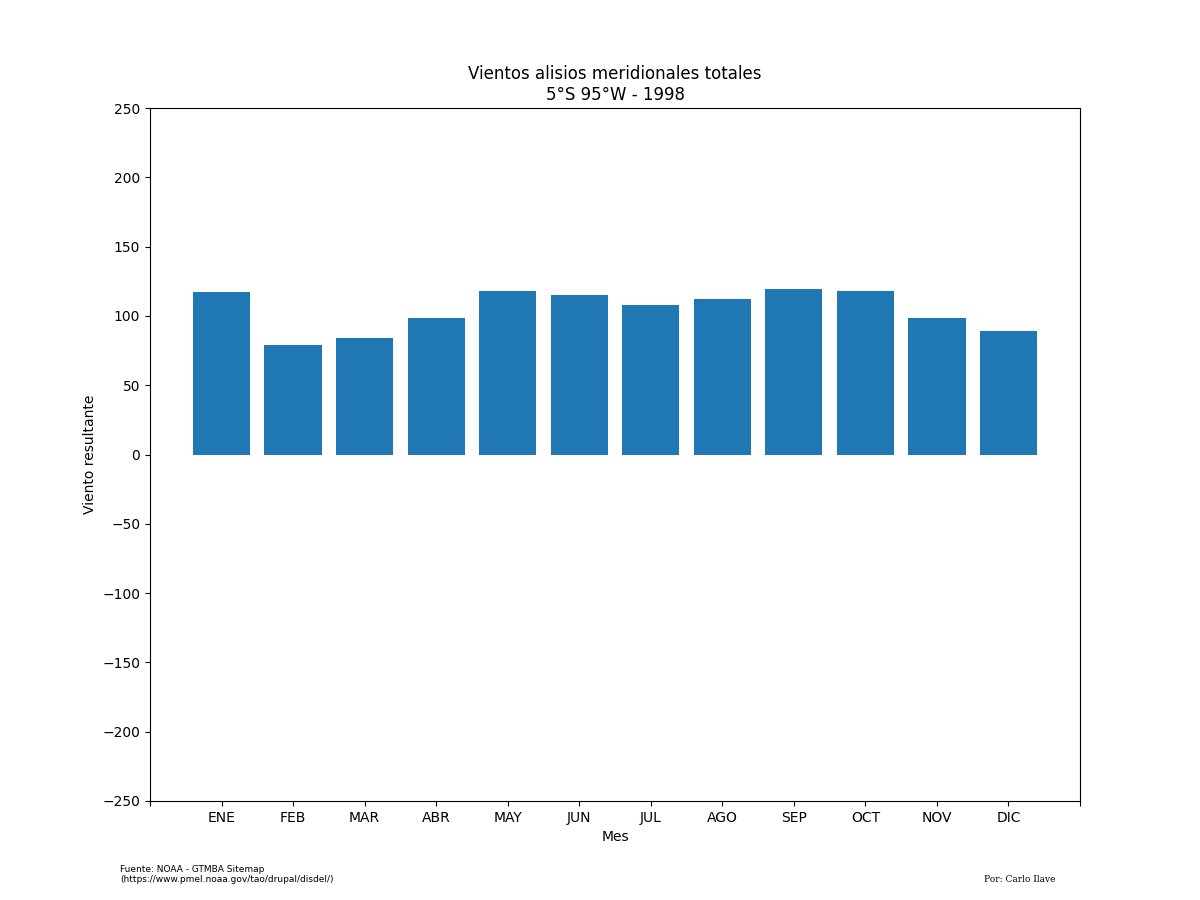 Vientos alisios meridionales totales
5°S 95°W - 1998
250
200
150
100
50
0
−50
−100
−150
−200
−250
Viento resultante
ENE FEB MAR ABR MAY JUN JUL AGO SEP OCT NOV DIC
Mes
Fuente: NOAA - GTMBA Sitemap
(https://www.pmel.noaa.gov/tao/drupal/disdel/)
Por: Carlo Ilave